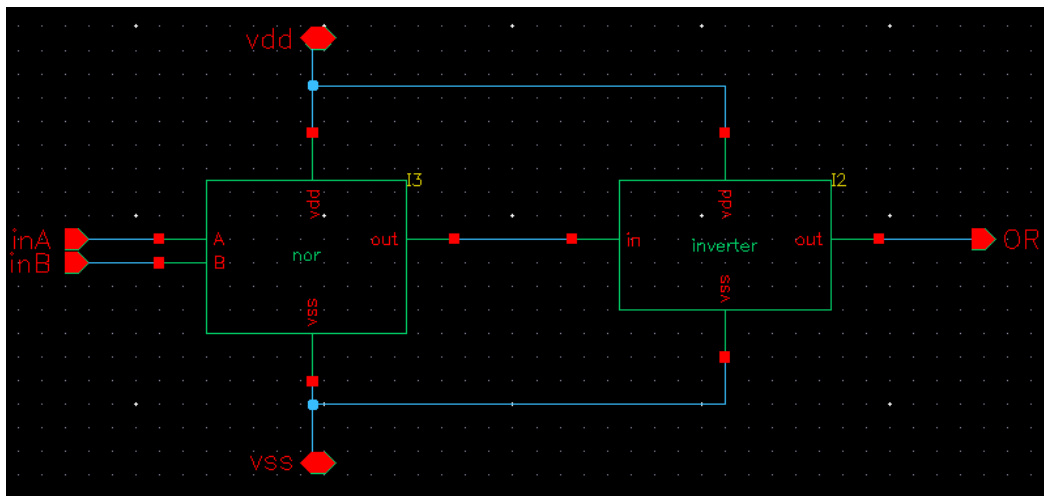 vdd
I3
I2
vdd
vdd
inA
A
out
in
inverter
out
OR
inB
B
nor
vss
vss
vss